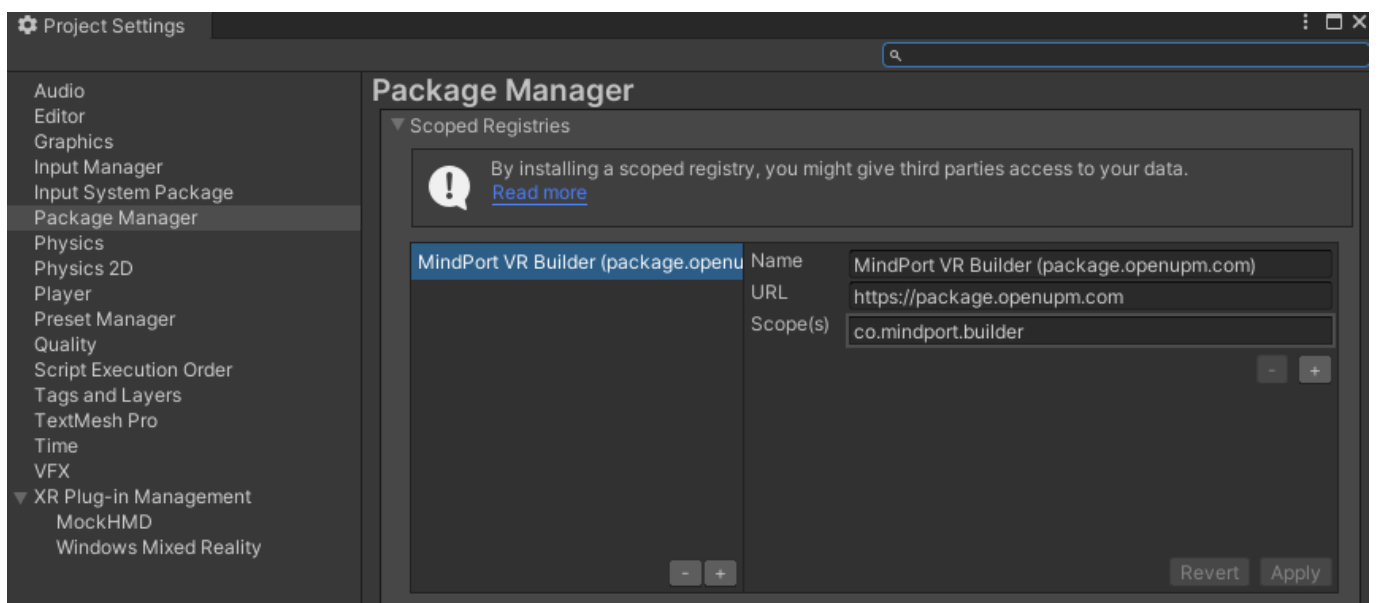 Project Settings
Audio
Editor
Graphics
Input Manager
Input System Package
Package Manager
Physics
Physics 2D
Player
Preset Manager
Quality
Script Execution Order
Tags and Layers
TextMesh Pro
Time
VFX
XR Plug-in Management
MockHMD
Windows Mixed Reality
Package Manager
Scoped Registries
By installing a scoped registry, you might give third parties access to your data.
Read more
MindPort VR Builder (package.openu
Name MindPort VR Builder (package.openupm.com)
URL https://package.openupm.com
Scope(s) co.mindport.builder
- +
- +
Revert Apply